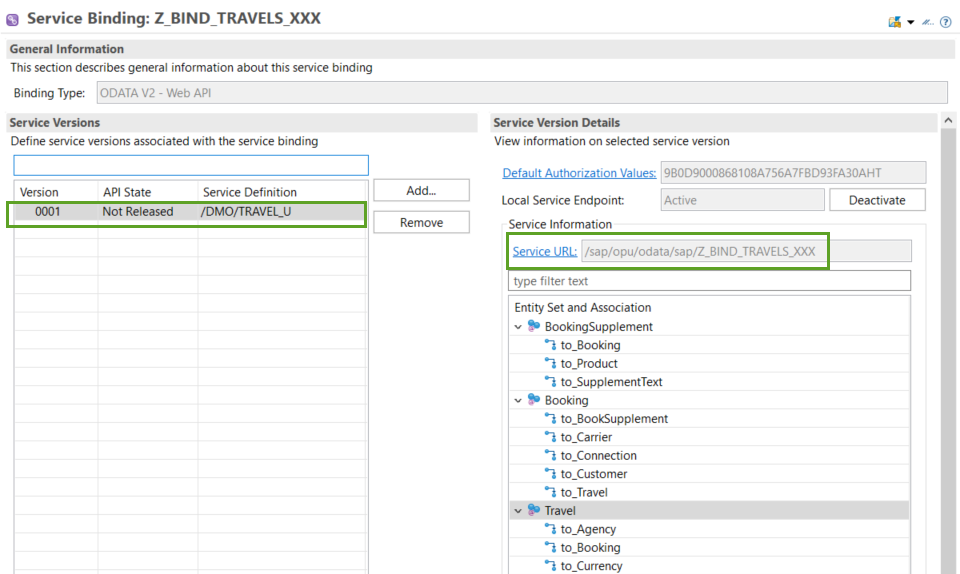 Service Binding: Z_BIND_TRAVELS_XXX
General Information
This section describes general information about this service binding
Binding Type: ODATA V2 - Web API
Service Versions
Define service versions associated with the service binding
Version API State Service Definition
0001 Not Released /DMO/TRAVEL_U
Add...
Remove
Service Version Details
View information on selected service version
Default Authorization Values: 9B0D9000868108A756A7FBD93FA30AHT
Local Service Endpoint: Active Deactivate
Service Information
Service URL: /sap/opu/odata/sap/Z_BIND_TRAVELS_XXX
type filter text
Entity Set and Association
BookingSupplement
to_Booking
to_Product
to_SupplementText
Booking
to_BookSupplement
to_Carrier
to_Connection
to_Customer
to_Travel
Travel
to_Agency
to_Booking
to_Currency